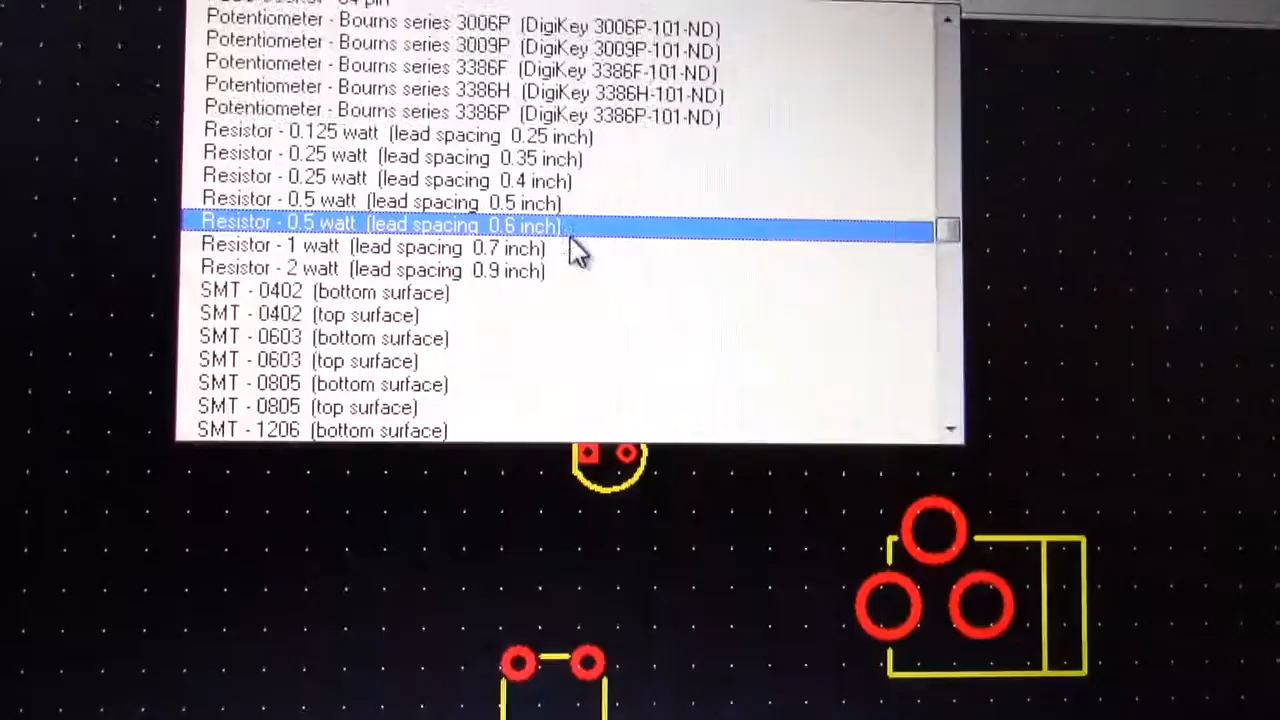 Potentiometer - Bourns series 3006P (DigiKey 3006P-101-ND)
Potentiometer - Bourns series 3009P (DigiKey 3009P-101-ND)
Potentiometer - Bourns series 3386F (DigiKey 3386F-101-ND)
Potentiometer - Bourns series 3386H (DigiKey 3386H-101-ND)
Potentiometer - Bourns series 3386P (DigiKey 3386P-101-ND)
Resistor - 0.125 watt (lead spacing 0.25 inch)
Resistor - 0.25 watt (lead spacing 0.35 inch)
Resistor - 0.25 watt (lead spacing 0.4 inch)
Resistor - 0.5 watt (lead spacing 0.5 inch)
Resistor - 0.5 watt (lead spacing 0.6 inch)
Resistor - 1 watt (lead spacing 0.7 inch)
Resistor - 2 watt (lead spacing 0.9 inch)
SMT - 0402 (bottom surface)
SMT - 0402 (top surface)
SMT - 0603 (bottom surface)
SMT - 0603 (top surface)
SMT - 0805 (bottom surface)
SMT - 0805 (top surface)
SMT - 1206 (bottom surface)